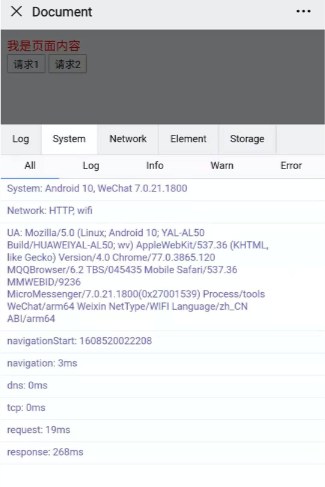 Document
我是页面内容
请求1 请求2
Log System Network Element Storage
All Log Info Warn Error
System: Android 10, WeChat 7.0.21.1800
Network: HTTP, wifi
UA: Mozilla/5.0 (Linux; Android 10; YAL-AL50
Build/HUAWEIYAL-AL50; wv) AppleWebKit/537.36 (KHTML,
like Gecko) Version/4.0 Chrome/77.0.3865.120
MQQBrowser/6.2 TBS/045435 Mobile Safari/537.36
MMWEBID/9236
MicroMessenger/7.0.21.1800(0x27001539) Process/tools
WeChat/arm64 Weixin NetType/WIFI Language/zh_CN
ABI/arm64
navigationStart: 1608520022208
navigation: 3ms
dns: 0ms
tcp: 0ms
request: 19ms
response: 268ms